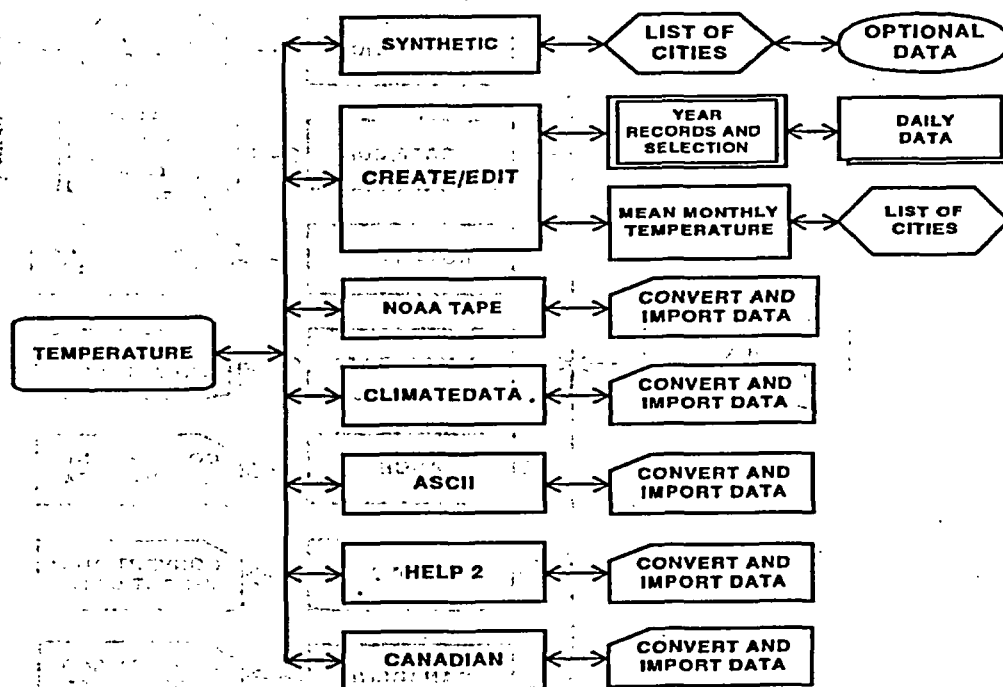 SYNTHETIC
LIST OF
CITIES
OPTIONAL
DATA
CREATE/EDIT
YEAR
RECORDS AND
SELECTION
DAILY
DATA
MEAN MONTHLY
TEMPERATURE
LIST OF
CITIES
NOAA TAPE
CONVERT AND
IMPORT DATA
TEMPERATURE
CLIMATEDATA
CONVERT AND
IMPORT DATA
ASCII
CONVERT AND
IMPORT DATA
HELP 2
CONVERT AND
IMPORT DATA
CANADIAN
CONVERT AND
IMPORT DATA